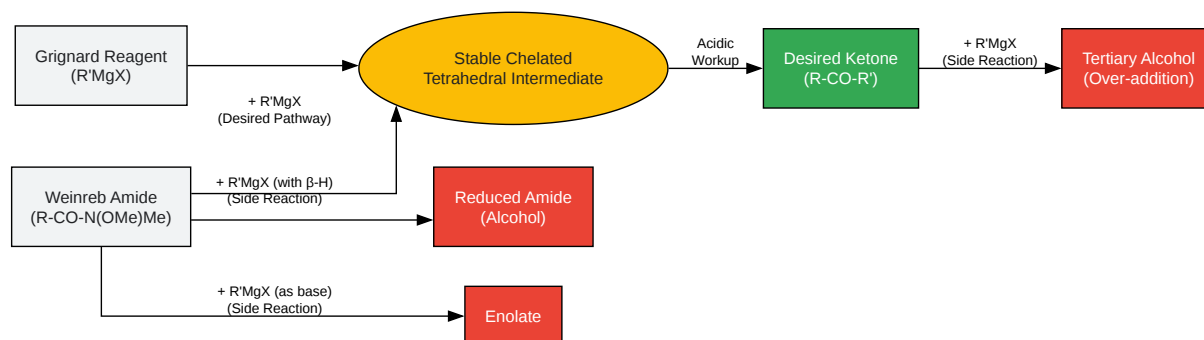 Grignard Reagent
(R'MgX)
Stable Chelated
Tetrahedral Intermediate
Acidic
Workup
Desired Ketone
(R-CO-R')
+ R'MgX
(Side Reaction)
Tertiary Alcohol
(Over-addition)
+ R'MgX
(Desired Pathway)
Weinreb Amide
(R-CO-N(OMe)Me)
+ R'MgX (with β-H)
(Side Reaction)
Reduced Amide
(Alcohol)
+ R'MgX (as base)
(Side Reaction)
Enolate